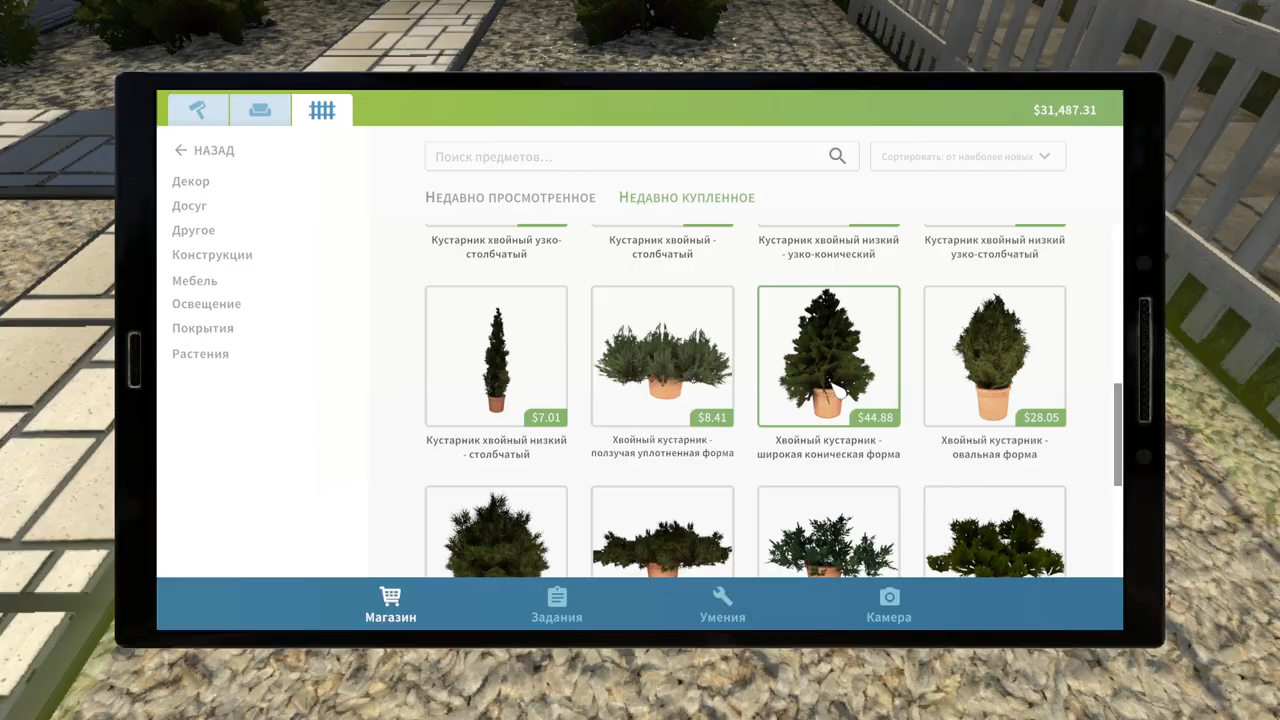 $31,487.31
НАЗАД
Поиск предметов...
Сортировать: от наиболее новых
Декор
Досуг
Другое
Конструкции
Мебель
Освещение
Покрытия
Растения
НЕДАВНО ПРОСМОТРЕННОЕ
НЕДАВНО КУПЛЕННОЕ
Кустарник хвойный узко-
столбчатый
Кустарник хвойный -
столбчатый
Кустарник хвойный низкий
- узко-конический
Кустарник хвойный низкий
узко-столбчатый
$7.01
Кустарник хвойный низкий
- столбчатый
$8.41
Хвойный кустарник -
ползучая уплотненная форма
$44.88
Хвойный кустарник -
широкая коническая форма
$28.05
Хвойный кустарник -
овальная форма
Магазин
Задания
Умения
Камера